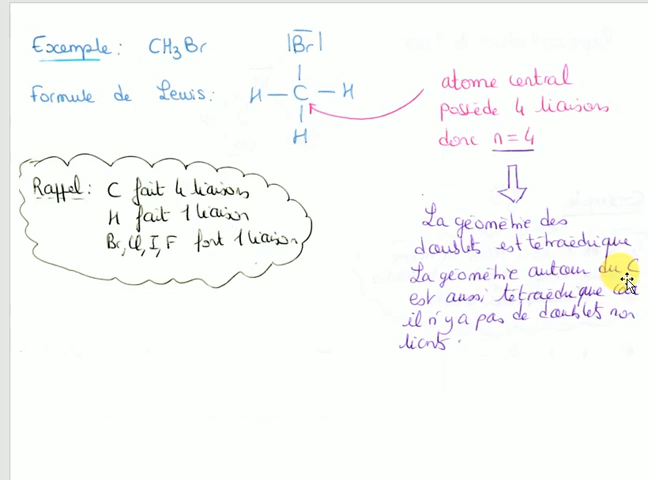 Exemple : CH3Br
|Br|
Formule de Lewis : H – C – H
H
atome central
possède 4 liaisons
donc n = 4
Rappel : C fait 4 liaisons
H fait 1 liaison
Br, Cl, I, F font 1 liaison
La géométrie des
doublets est tétraédrique
La géométrie autour du C
est aussi tétraédrique car
il n'y a pas de doublets non
liants.